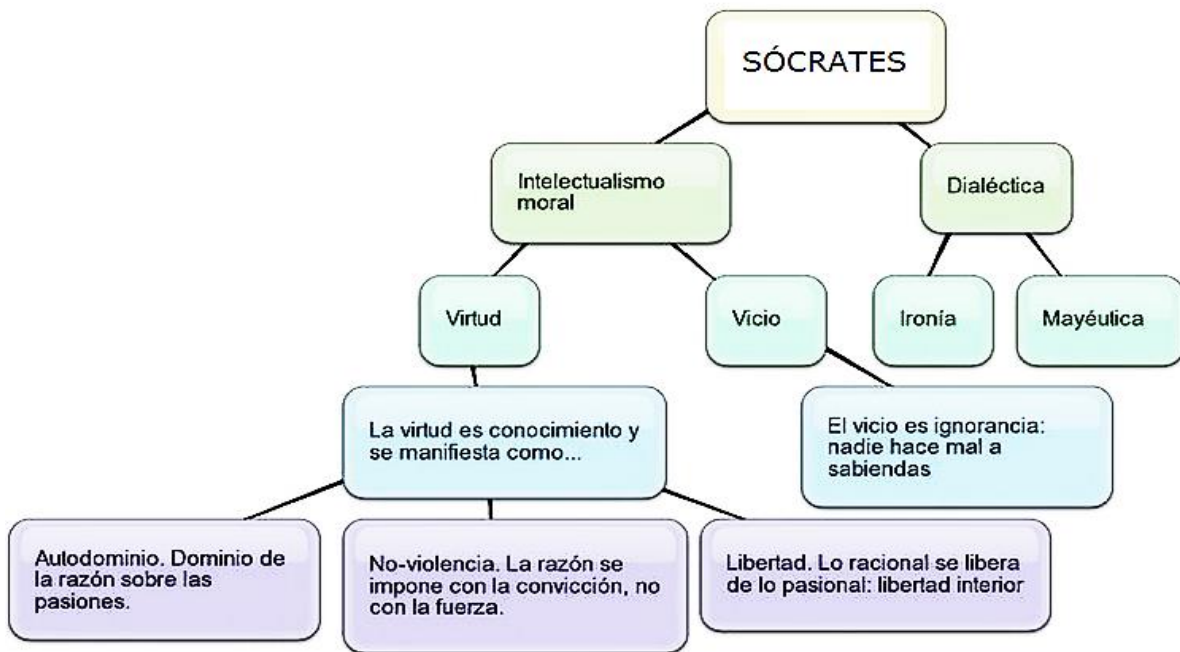 SÓCRATES
Intelectualismo
moral
Dialéctica
Virtud
Vicio
Ironía
Mayéutica
La virtud es conocimiento y
se manifiesta como...
El vicio es ignorancia:
nadie hace mal a
sabiendas
Autodominio. Dominio de
la razón sobre las
pasiones.
No-violencia. La razón se
impone con la convicción, no
con la fuerza.
Libertad. Lo racional se libera
de lo pasional: libertad interior